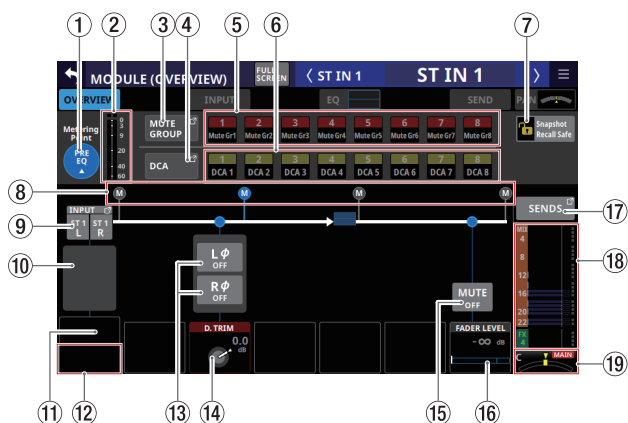 ① ② ③ ④ ⑤ ⑥ ⑦
MODULE (OVERVIEW) FULL SCREEN ST IN 1 ST IN 1
OVERVIEW INPUT EQ SEND PAN
Metering Point
PRE EQ
0
3
9
20
40
60
MUTE GROUP
1 2 3 4 5 6 7 8
Mute Gr1 Mute Gr2 Mute Gr3 Mute Gr4 Mute Gr5 Mute Gr6 Mute Gr7 Mute Gr8
Snapshot Recall Safe
DCA
1 2 3 4 5 6 7 8
DCA 1 DCA 2 DCA 3 DCA 4 DCA 5 DCA 6 DCA 7 DCA 8
⑧
M M M M
⑨
INPUT
ST 1 L ST 1 R
SENDS
⑰
⑩
LØ OFF
RØ OFF
MUTE OFF
MIX
4
8
12
16
20
22
FX
4
⑱
D. TRIM
0.0 dB
FADER LEVEL
-∞ dB
C MAIN
⑲
⑪ ⑫ ⑬ ⑭ ⑮ ⑯